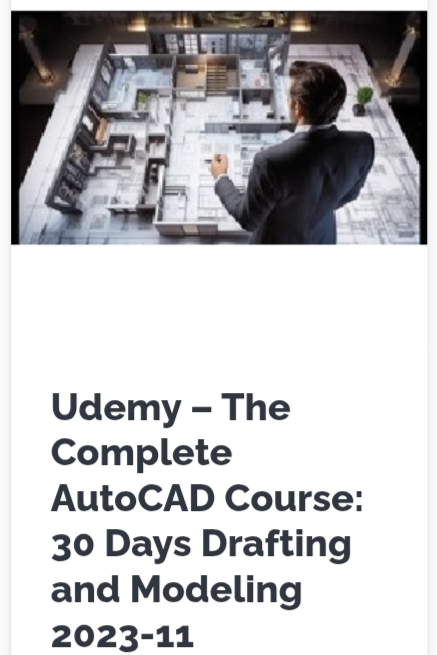 Udemy – The
Complete
AutoCAD Course:
30 Days Drafting
and Modeling
2023-11